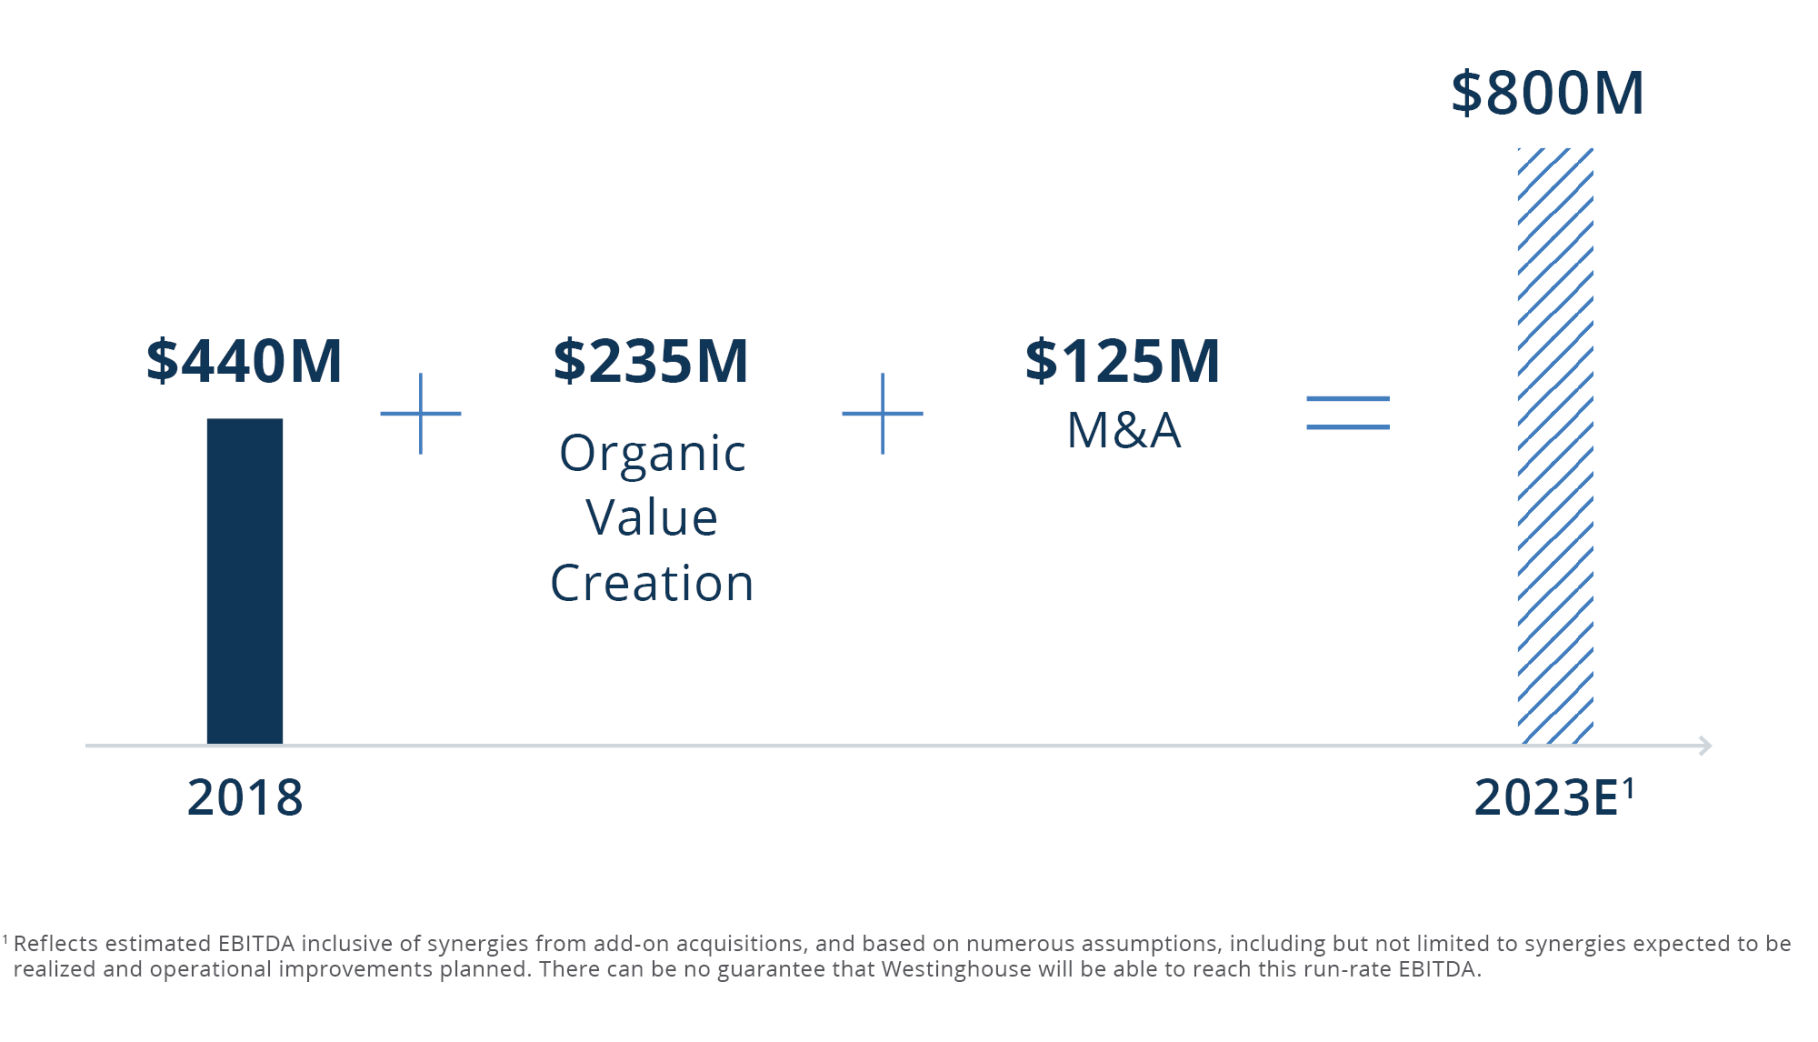 $800M
$440M
+
$235M
Organic
Value
Creation
+
$125M
M&A
=
2018
2023E¹
¹ Reflects estimated EBITDA inclusive of synergies from add-on acquisitions, and based on numerous assumptions, including but not limited to synergies expected to be
realized and operational improvements planned. There can be no guarantee that Westinghouse will be able to reach this run-rate EBITDA.